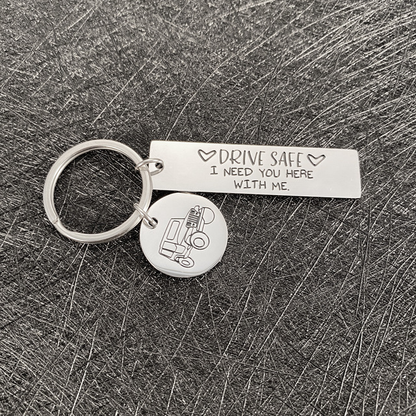 DRIVE SAFE
I NEED YOU HERE
WITH ME.